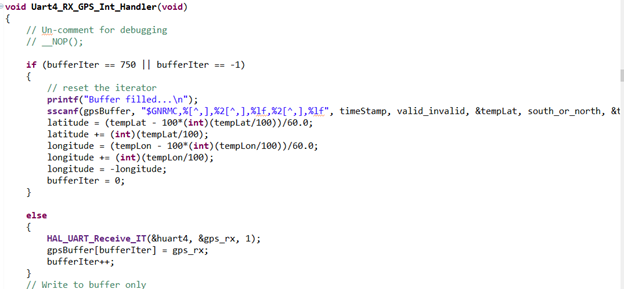 void Uart4_RX_GPS_Int_Handler(void)
{
// Un-comment for debugging
// __NOP();
if (bufferIter == 750 || bufferIter == -1)
{
// reset the iterator
printf("Buffer filled...\n");
sscanf(gpsBuffer, "$GNRMC,%[^,],%2[^,],%lf,%2[^,],%lf", timeStamp, valid_invalid, &tempLat, south_or_north, &t
latitude = (tempLat - 100*(int)(tempLat/100))/60.0;
latitude += (int)(tempLat/100);
longitude = (tempLon - 100*(int)(tempLon/100))/60.0;
longitude += (int)(tempLon/100);
longitude = -longitude;
bufferIter = 0;
}
else
{
HAL_UART_Receive_IT(&huart4, &gps_rx, 1);
gpsBuffer[bufferIter] = gps_rx;
bufferIter++;
}
// Write to buffer only